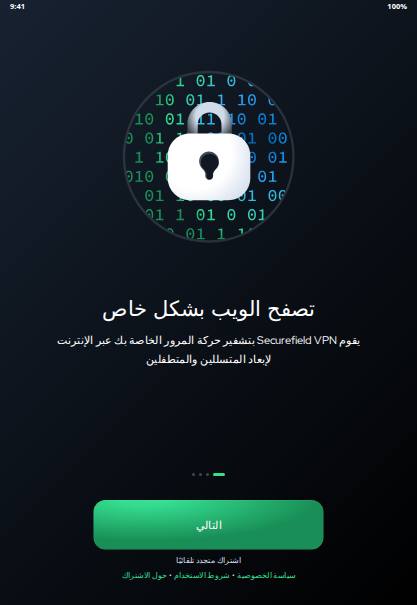 9:41
100%
تصفح الويب بشكل خاص
يقوم Securefield VPN بتشفير حركة المرور الخاصة بك عبر الإنترنت
لإبعاد المتسللين والمتطفلين
التالي
اشتراك متجدد تلقائيًا
سياسة الخصوصية • شروط الاستخدام • حول الاشتراك